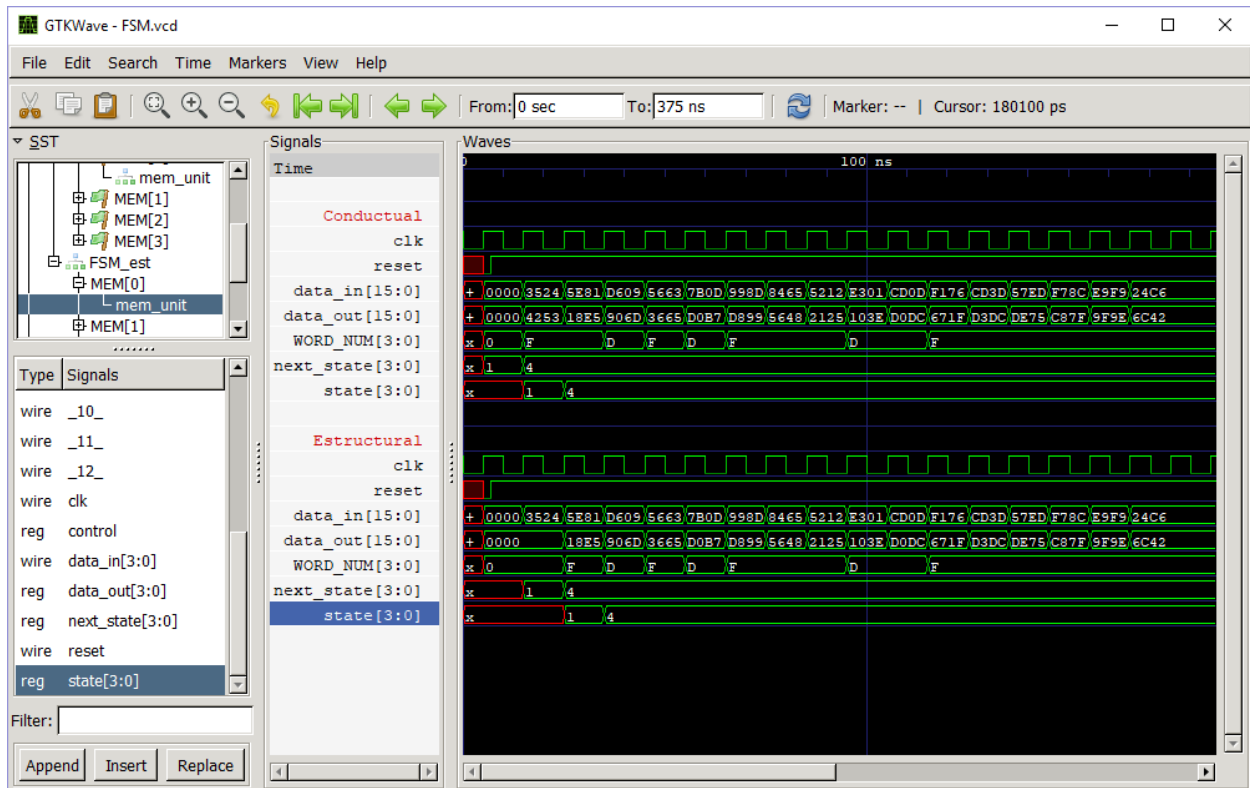 GTKWave - FSM.vcd
File Edit Search Time Markers View Help
From: 0 sec To: 375 ns Marker: -- | Cursor: 180100 ps
SST
mem_unit
MEM[1]
MEM[2]
MEM[3]
FSM_est
MEM[0]
mem_unit
MEM[1]
Type Signals
wire _10_
wire _11_
wire _12_
wire clk
reg control
wire data_in[3:0]
reg data_out[3:0]
reg next_state[3:0]
wire reset
reg state[3:0]
Filter:
Append Insert Replace
Signals
Time
Conductual
clk
reset
data_in[15:0]
data_out[15:0]
WORD_NUM[3:0]
next_state[3:0]
state[3:0]
Estructural
clk
reset
data_in[15:0]
data_out[15:0]
WORD_NUM[3:0]
next_state[3:0]
state[3:0]
Waves
0 100 ns
+ 0000 3524 5E81 D609 5663 7B0D 998D 8465 5212 E301 CD0D F176 CD3D 57ED F78C E9F9 24C6
+ 0000 4253 18E5 906D 3665 D0B7 D899 5648 2125 103E D0DC 671F D3DC DE75 C87F 9F9E 6C42
x 0 F D F D F D F
x 1 4
x 1 4
+ 0000 3524 5E81 D609 5663 7B0D 998D 8465 5212 E301 CD0D F176 CD3D 57ED F78C E9F9 24C6
+ 0000 18E5 906D 3665 D0B7 D899 5648 2125 103E D0DC 671F D3DC DE75 C87F 9F9E 6C42
x 0 F D F D F D F
x 1 4
x 1 4